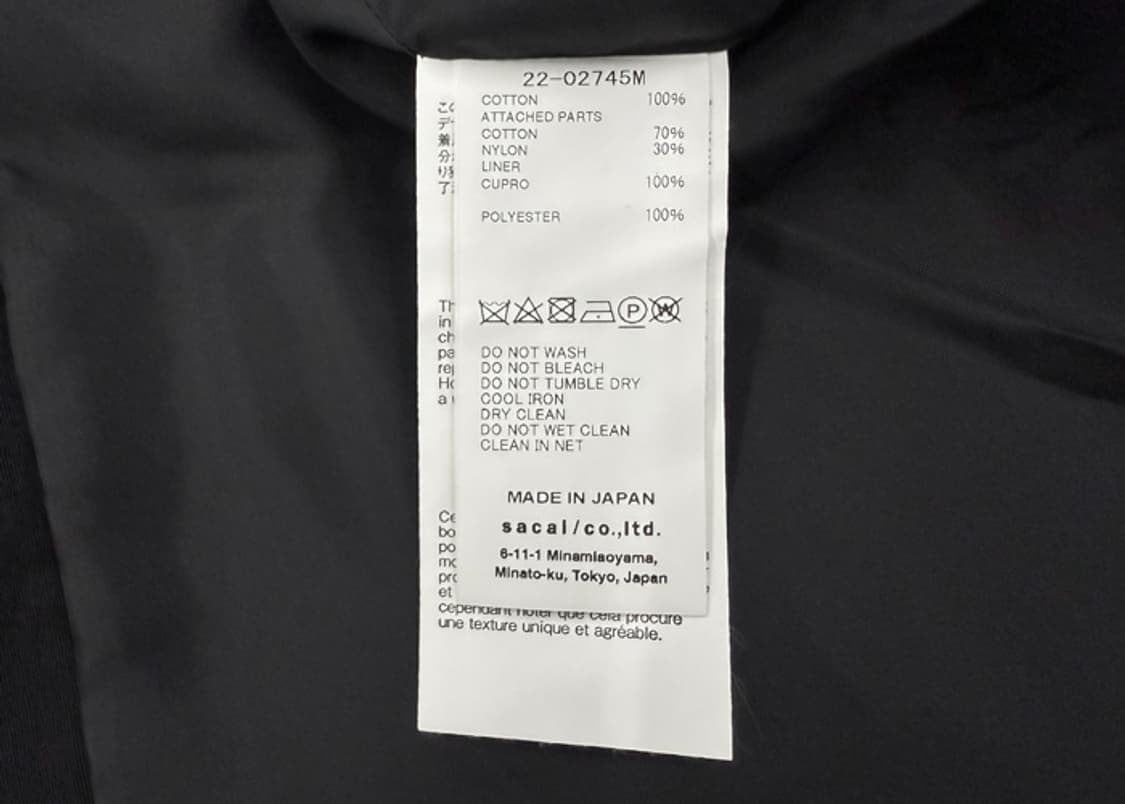 22-02745M
COTTON 100%
ATTACHED PARTS
COTTON 70%
NYLON 30%
LINER
CUPRO 100%
POLYESTER 100%
P
W
DO NOT WASH
DO NOT BLEACH
DO NOT TUMBLE DRY
COOL IRON
DRY CLEAN
DO NOT WET CLEAN
CLEAN IN NET
MADE IN JAPAN
sacai/co.,ltd.
6-11-1 Minamiaoyama,
Minato-ku, Tokyo, Japan
cependant noter que cela procure
une texture unique et agréable.